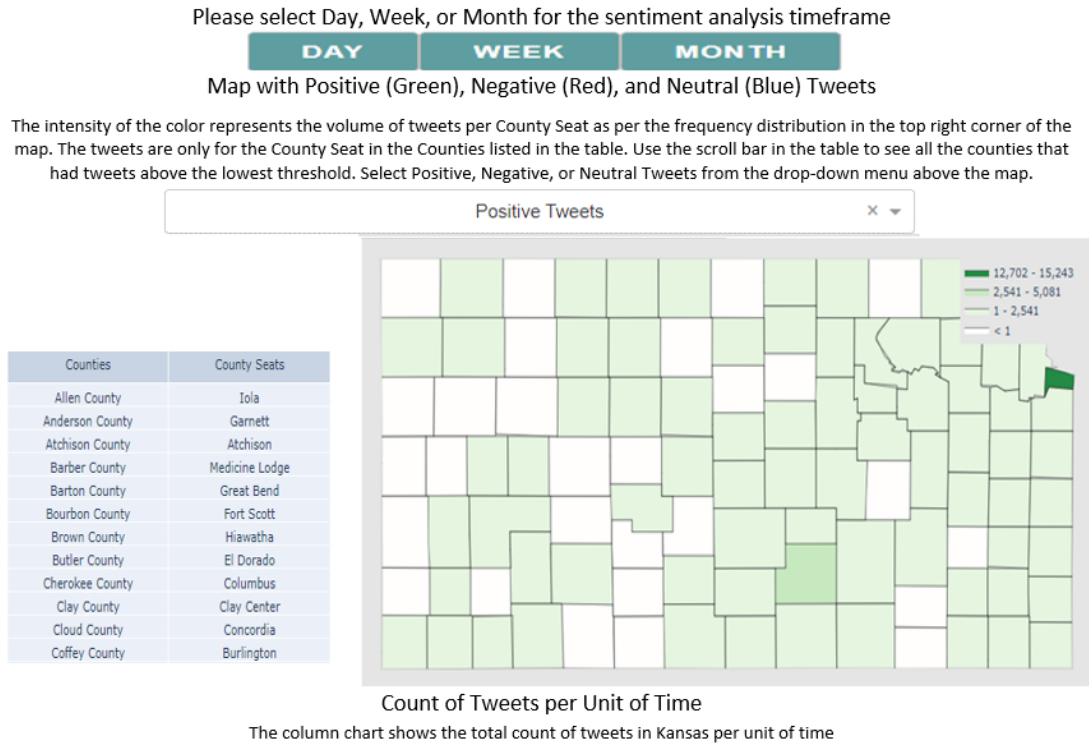 Please select Day, Week, or Month for the sentiment analysis timeframe
DAY WEEK MONTH
Map with Positive (Green), Negative (Red), and Neutral (Blue) Tweets
The intensity of the color represents the volume of tweets per County Seat as per the frequency distribution in the top right corner of the
map. The tweets are only for the County Seat in the Counties listed in the table. Use the scroll bar in the table to see all the counties that
had tweets above the lowest threshold. Select Positive, Negative, or Neutral Tweets from the drop-down menu above the map.
Positive Tweets ×
12,702 - 15,243
2,541 - 5,081
1 - 2,541
< 1
Counties County Seats
Allen County Iola
Anderson County Garnett
Atchison County Atchison
Barber County Medicine Lodge
Barton County Great Bend
Bourbon County Fort Scott
Brown County Hiawatha
Butler County El Dorado
Cherokee County Columbus
Clay County Clay Center
Cloud County Concordia
Coffey County Burlington
Count of Tweets per Unit of Time
The column chart shows the total count of tweets in Kansas per unit of time